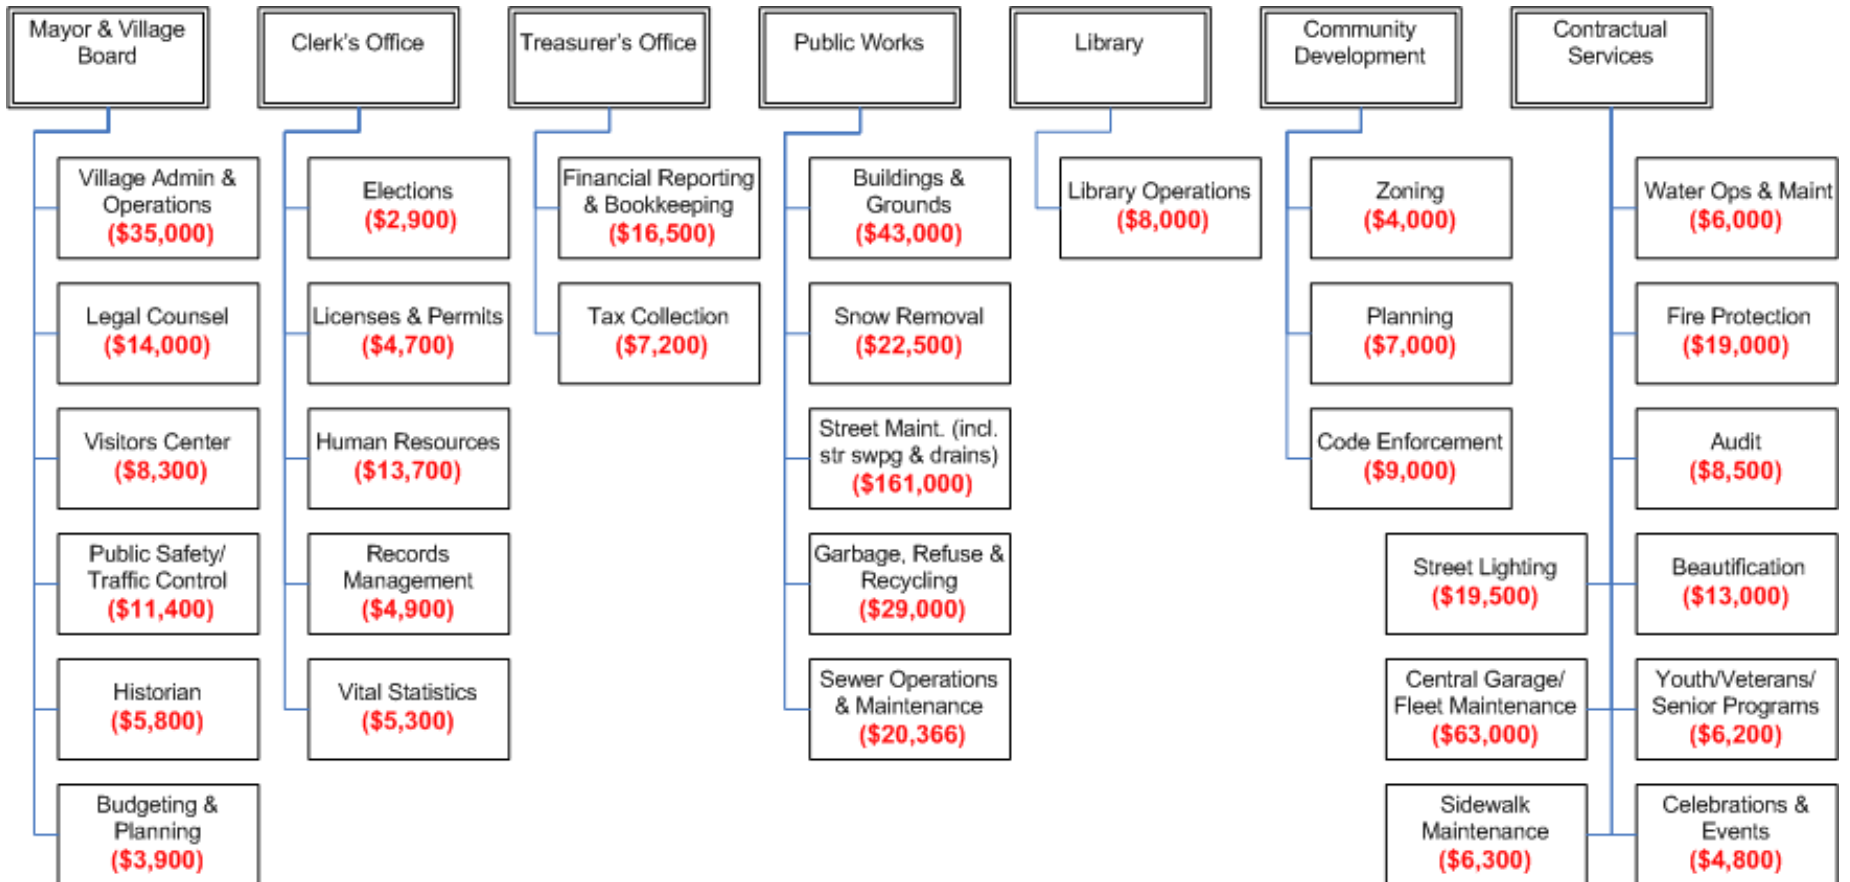 Mayor & Village
Board
Clerk's Office
Treasurer's Office
Public Works
Library
Community
Development
Contractual
Services
Village Admin &
Operations
($35,000)
Legal Counsel
($14,000)
Visitors Center
($8,300)
Public Safety/
Traffic Control
($11,400)
Historian
($5,800)
Budgeting &
Planning
($3,900)
Elections
($2,900)
Licenses & Permits
($4,700)
Human Resources
($13,700)
Records
Management
($4,900)
Vital Statistics
($5,300)
Financial Reporting
& Bookkeeping
($16,500)
Tax Collection
($7,200)
Buildings &
Grounds
($43,000)
Snow Removal
($22,500)
Street Maint. (incl.
str swpg & drains)
($161,000)
Garbage, Refuse &
Recycling
($29,000)
Sewer Operations
& Maintenance
($20,366)
Library Operations
($8,000)
Zoning
($4,000)
Planning
($7,000)
Code Enforcement
($9,000)
Water Ops & Maint
($6,000)
Fire Protection
($19,000)
Audit
($8,500)
Street Lighting
($19,500)
Beautification
($13,000)
Central Garage/
Fleet Maintenance
($63,000)
Youth/Veterans/
Senior Programs
($6,200)
Sidewalk
Maintenance
($6,300)
Celebrations &
Events
($4,800)